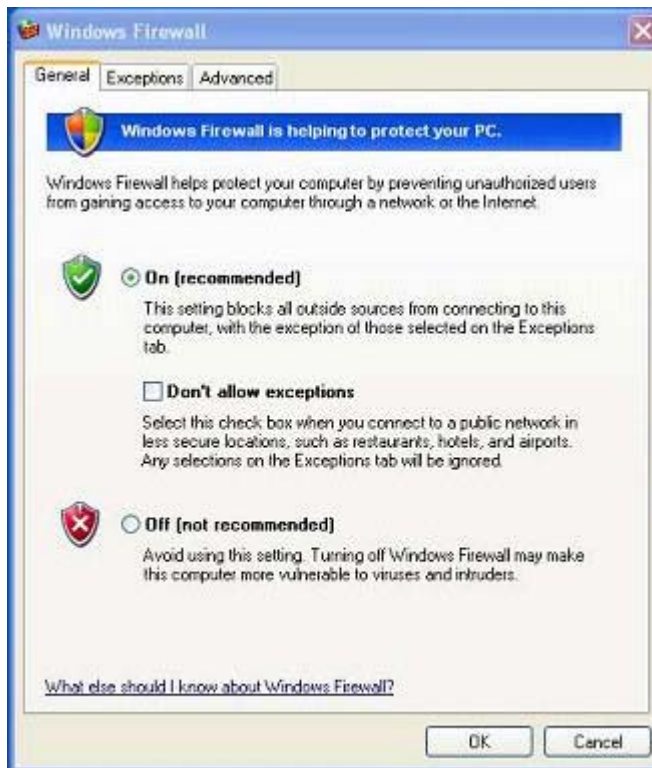 Windows Firewall
General Exceptions Advanced
Windows Firewall is helping to protect your PC.
Windows Firewall helps protect your computer by preventing unauthorized users
from gaining access to your computer through a network or the Internet.
On (recommended)
This setting blocks all outside sources from connecting to this
computer, with the exception of those selected on the Exceptions
tab.
Don't allow exceptions
Select this check box when you connect to a public network in
less secure locations, such as restaurants, hotels, and airports.
Any selections on the Exceptions tab will be ignored.
Off (not recommended)
Avoid using this setting. Turning off Windows Firewall may make
this computer more vulnerable to viruses and intruders.
What else should I know about Windows Firewall?
OK Cancel